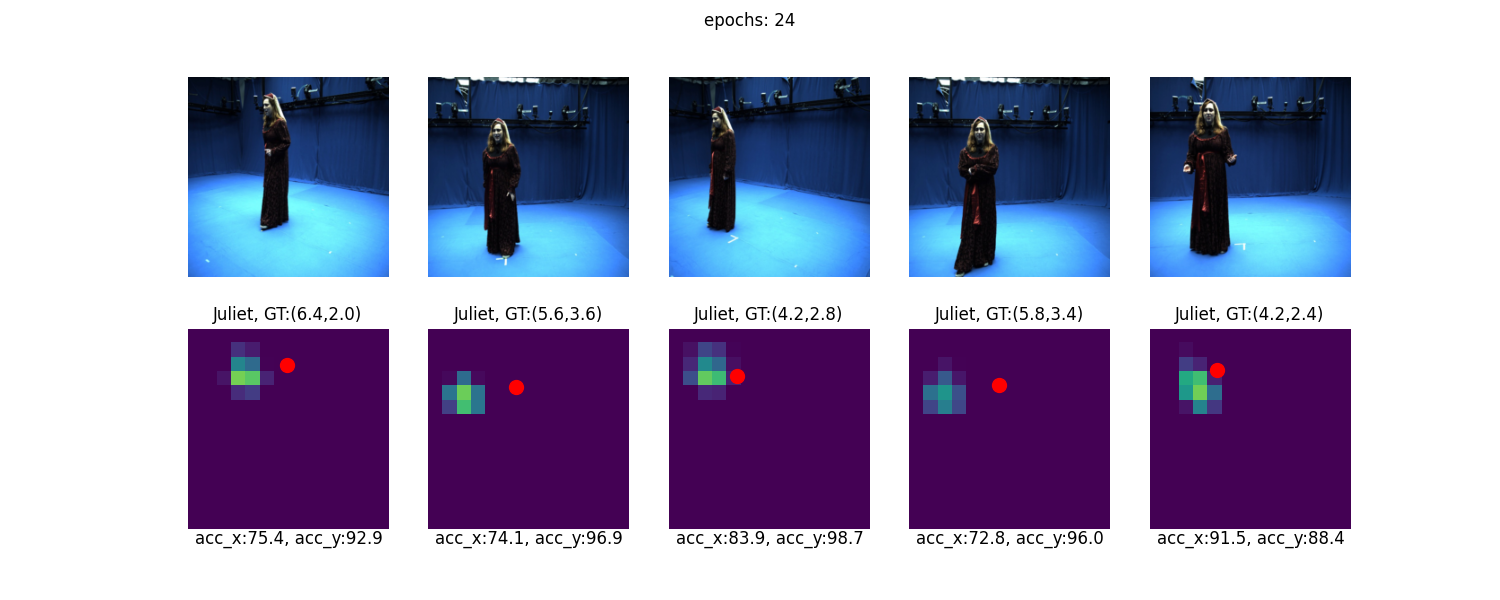 epochs: 24
Juliet, GT:(6.4,2.0)
Juliet, GT:(5.6,3.6)
Juliet, GT:(4.2,2.8)
Juliet, GT:(5.8,3.4)
Juliet, GT:(4.2,2.4)
acc_x:75.4, acc_y:92.9
acc_x:74.1, acc_y:96.9
acc_x:83.9, acc_y:98.7
acc_x:72.8, acc_y:96.0
acc_x:91.5, acc_y:88.4